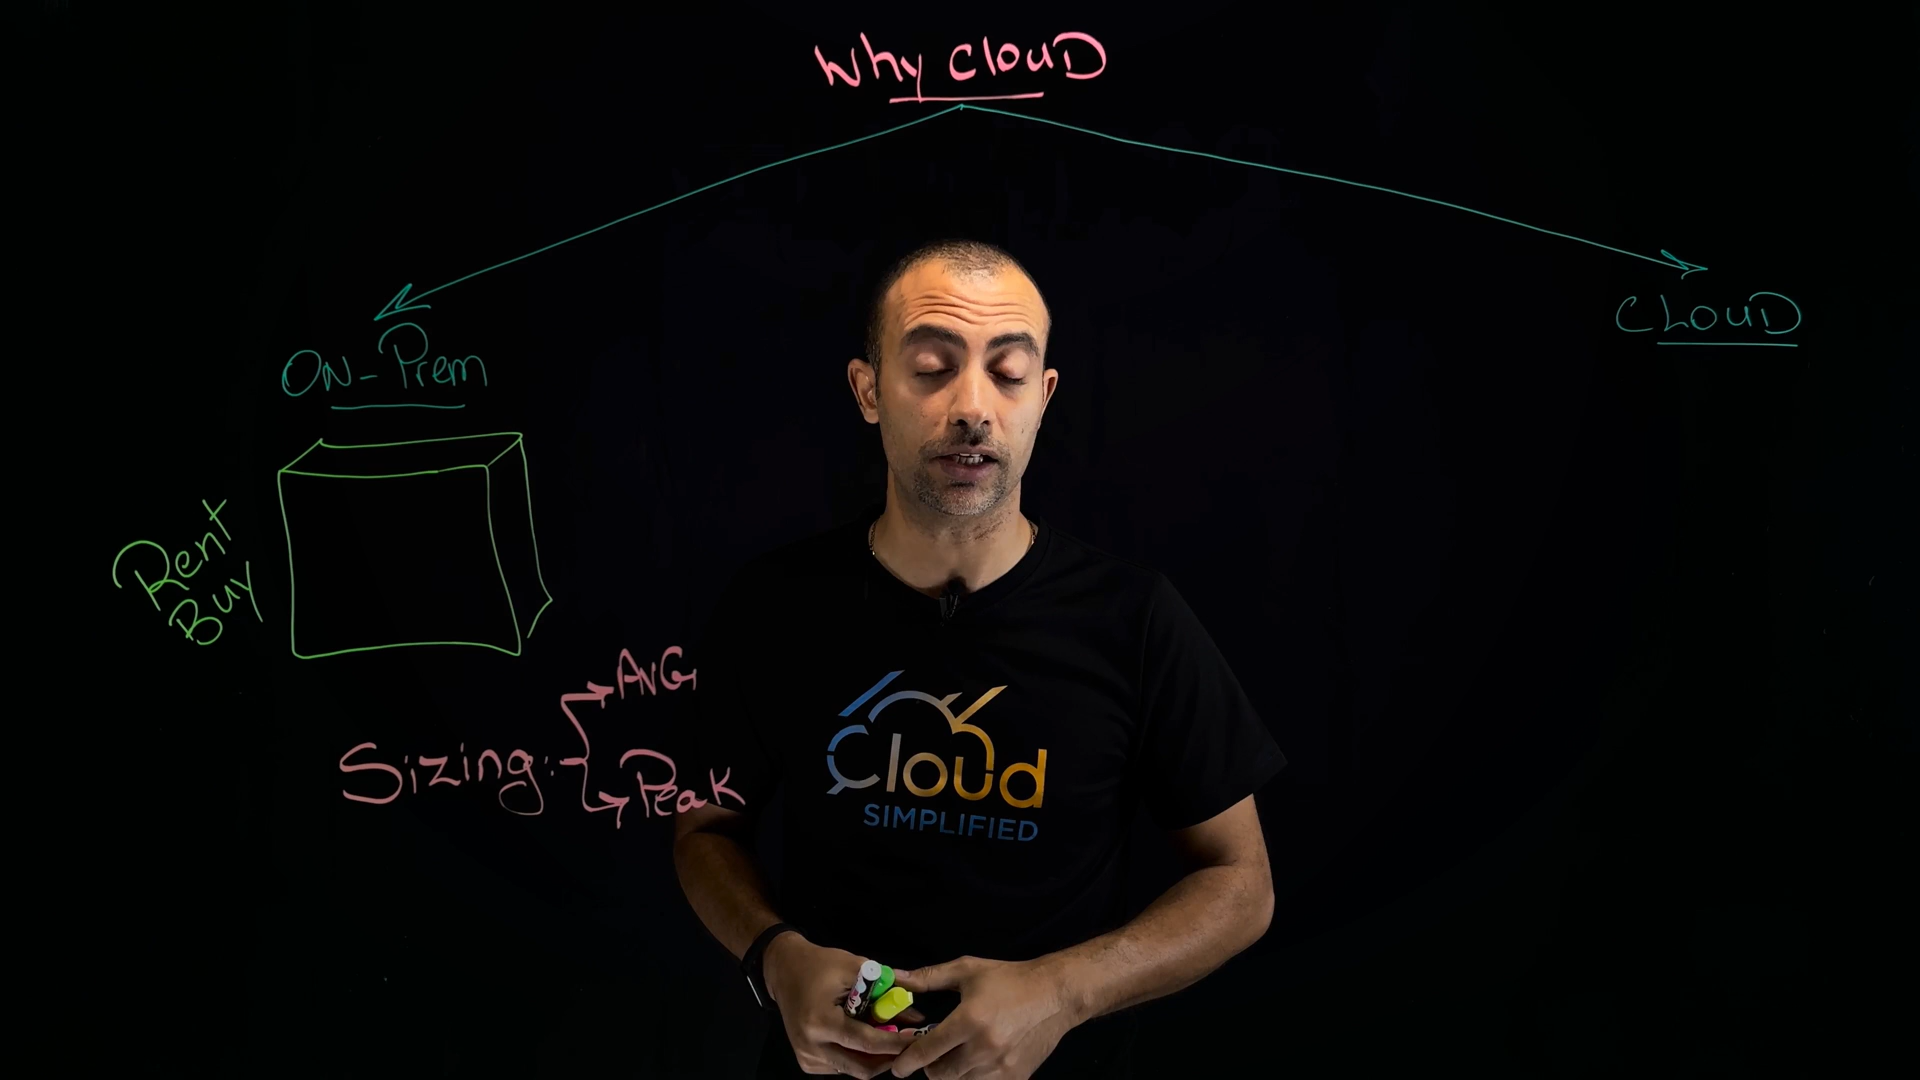 Why Cloud
On-Prem
CLOUD
Rent
Buy
Sizing:
AVG
Peak
Cloud
SIMPLIFIED